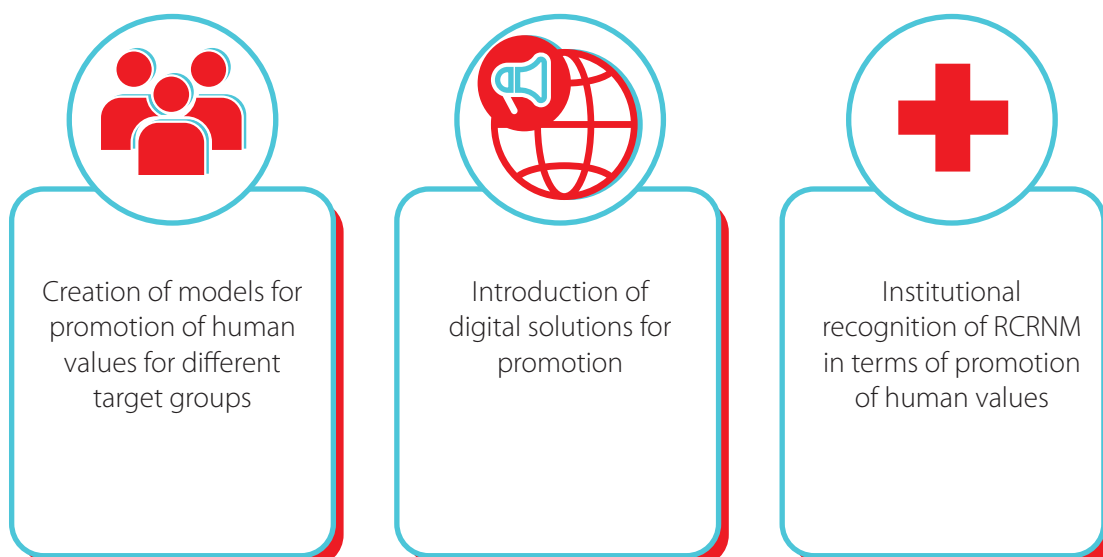 Creation of models for
promotion of human
values for different
target groups
Introduction of
digital solutions for
promotion
Institutional
recognition of RCRNM
in terms of promotion
of human values